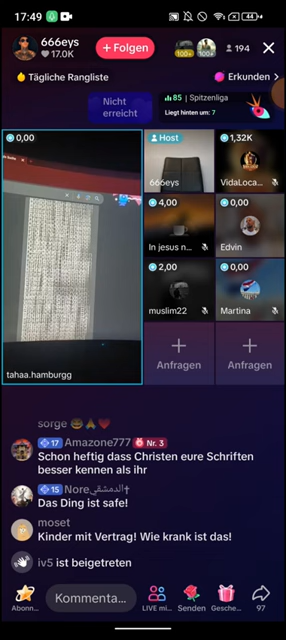 17:49
44
666eys
17.0K
+ Folgen
100+
100+
194
Tägliche Rangliste
Erkunden
Nicht
erreicht
85 | Spitzenliga
Liegt hinten um: 7
0,00
Host
666eys
1,32K
VidaLoca...
4,00
In jesus n...
0,00
Edvin
2,00
muslim22
0,00
Martina
tahaa.hamburgg
+
Anfragen
+
Anfragen
sorge 🤩🙏❤️
17 Amazone777 Nr. 3
Schon heftig dass Christen eure Schriften
besser kennen als ihr
15 Nore الدمشقي†
Das Ding ist safe!
moset
Kinder mit Vertrag! Wie krank ist das!
iv5 ist beigetreten
Abonn...
Kommenta...
LIVE mi...
Senden
Gesche...
97